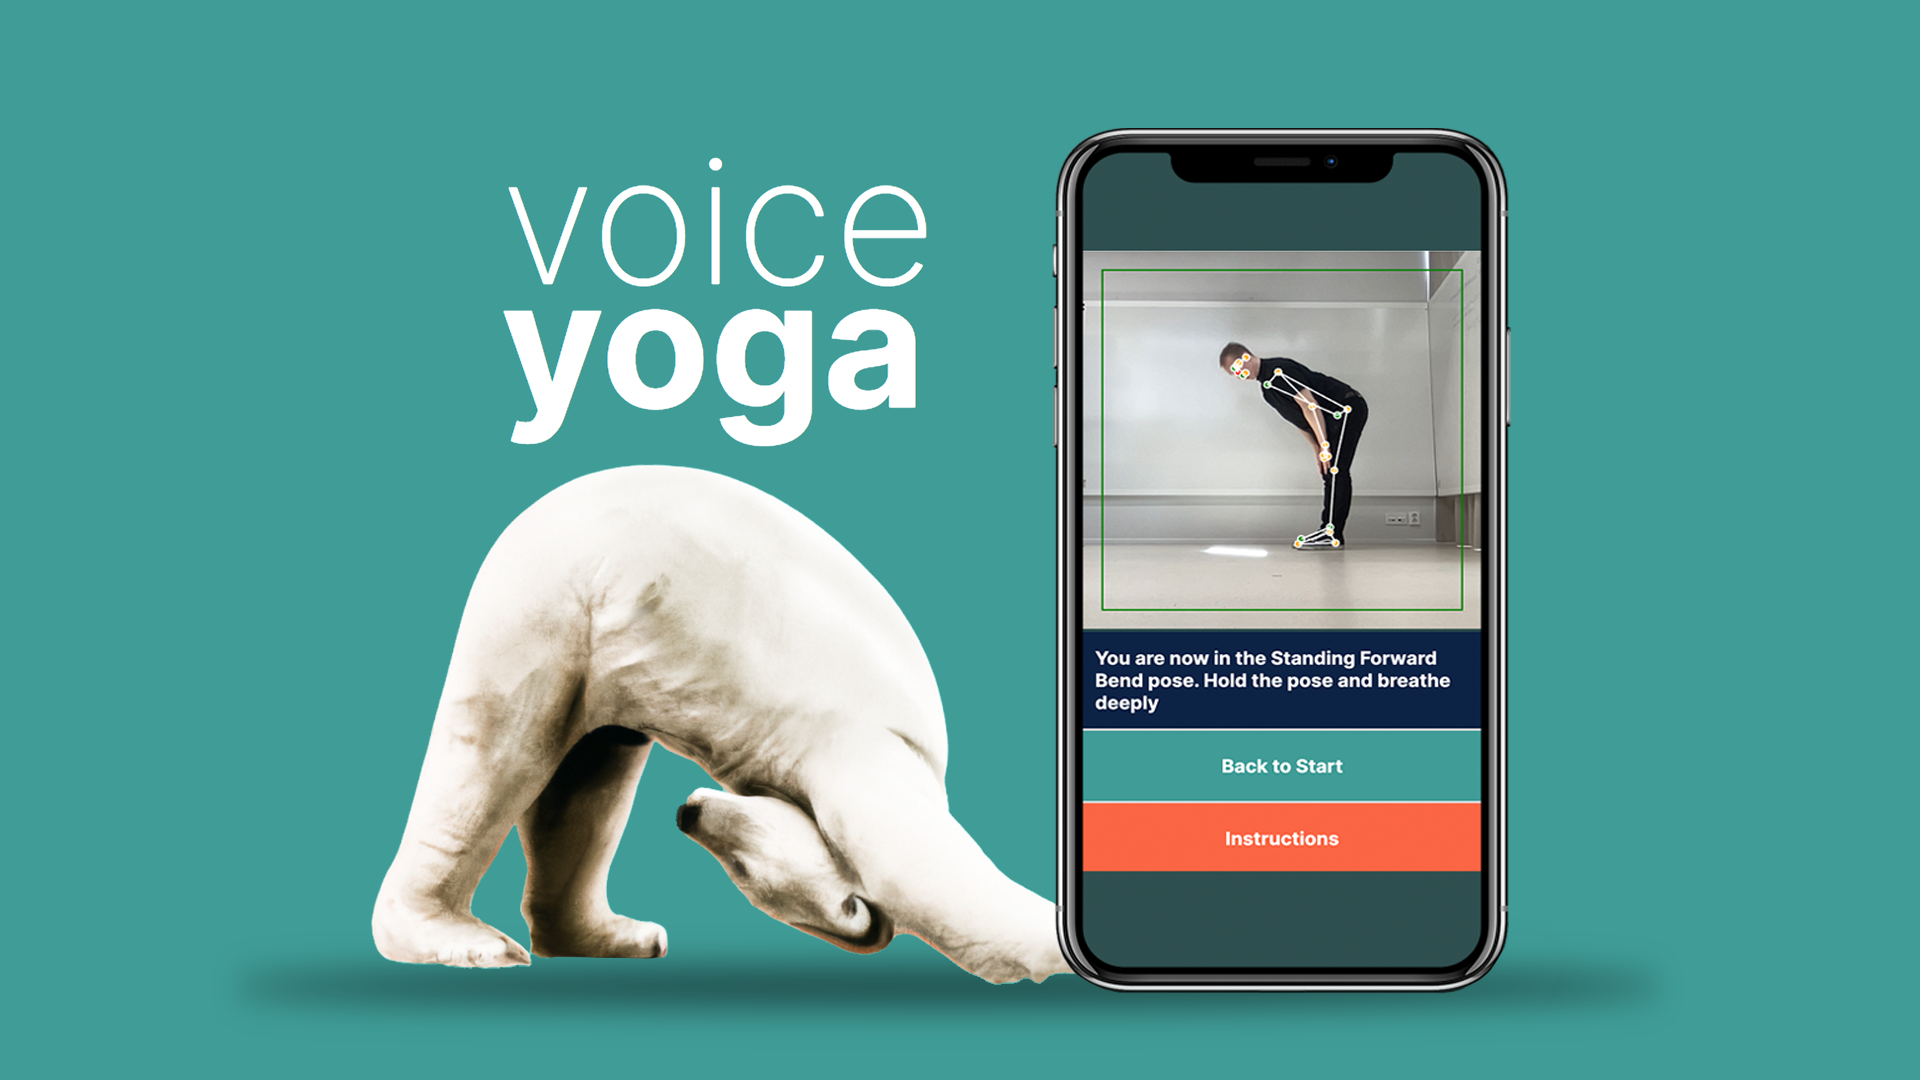 voice
yoga
You are now in the Standing Forward
Bend pose. Hold the pose and breathe
deeply
Back to Start
Instructions